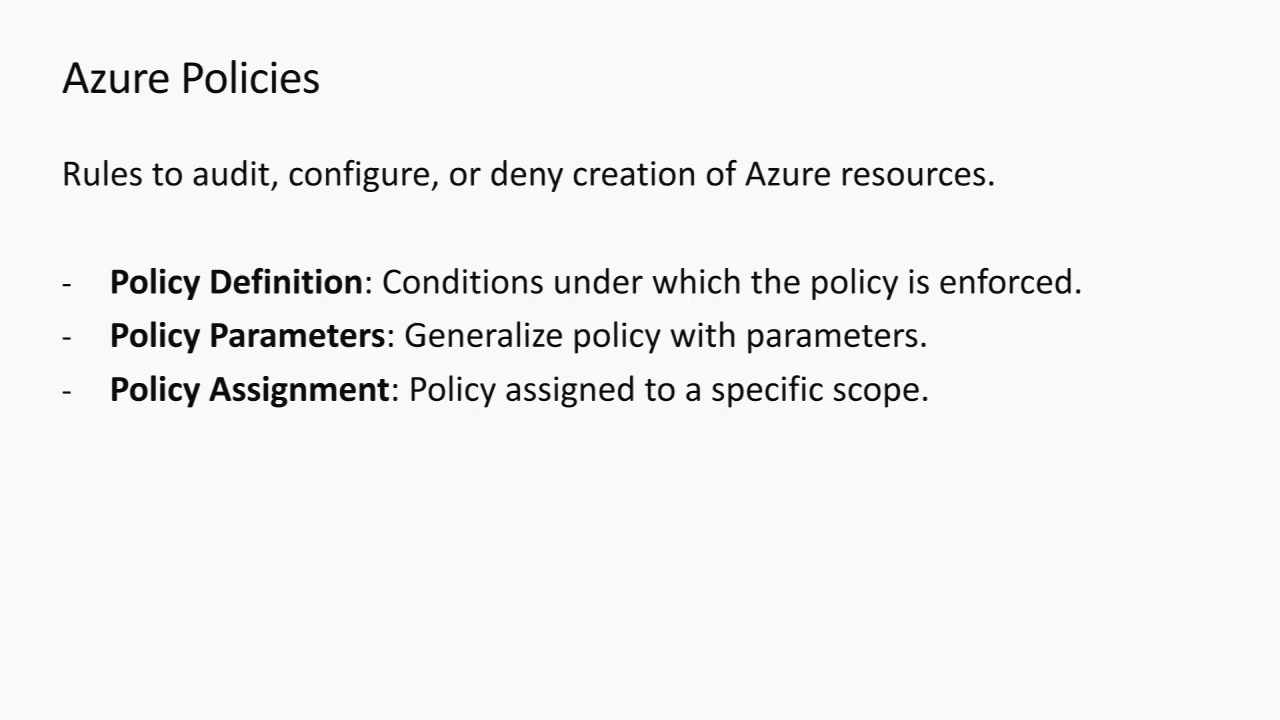 Azure Policies
Rules to audit, configure, or deny creation of Azure resources.
- Policy Definition: Conditions under which the policy is enforced.
- Policy Parameters: Generalize policy with parameters.
- Policy Assignment: Policy assigned to a specific scope.